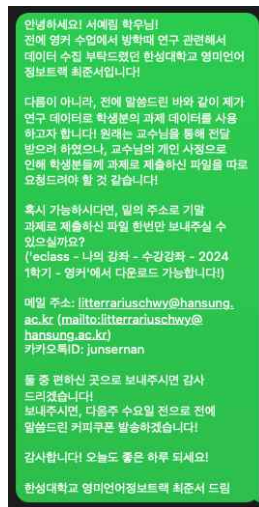 안녕하세요! 서예림 학우님!
전에 영커 수업에서 방학때 연구 관련해서
데이터 수집 부탁드렸던 한성대학교 영미언어
정보트랙 최준서입니다!
다름이 아니라, 전에 말씀드린 바와 같이 제가
연구 데이터로 학생분의 과제 데이터를 사용
하고자 합니다! 원래는 교수님을 통해 전달
받으려 하였으나, 교수님의 개인 사정으로
인해 학생분들께 과제로 제출하신 파일을 따로
요청드려야 할 것 같습니다!
혹시 가능하시다면, 밑의 주소로 기말
과제로 제출하신 파일 한번만 보내주실 수
있으실까요?
('eclass - 나의 강좌 - 수강강좌 - 2024
1학기 - 영커'에서 다운로드 가능합니다!)
메일 주소: litterrariuschwy@hansung.
ac.kr (mailto:litterrariuschwy@
hansung.ac.kr)
카카오톡ID: junsernan
둘 중 편하신 곳으로 보내주시면 감사
드리겠습니다!
보내주시면, 다음주 수요일 전으로 전에
말씀드린 커피쿠폰 발송하겠습니다!
감사합니다! 오늘도 좋은 하루 되세요!
한성대학교 영미언어정보트랙 최준서 드림